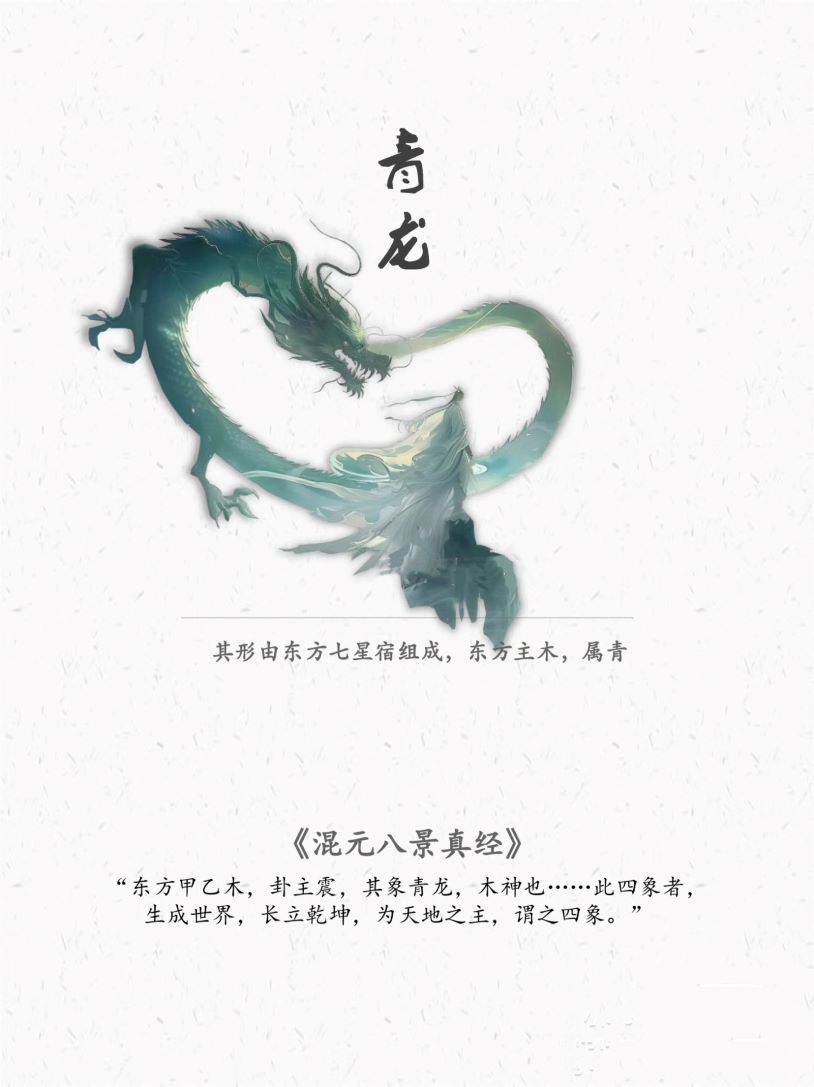 青龙
其形由东方七星宿组成，东方主木，属青
《混元八景真经》
“东方甲乙木，卦主震，其象青龙，木神也……此四象者，
生成世界，长立乾坤，为天地之主，谓之四象。”